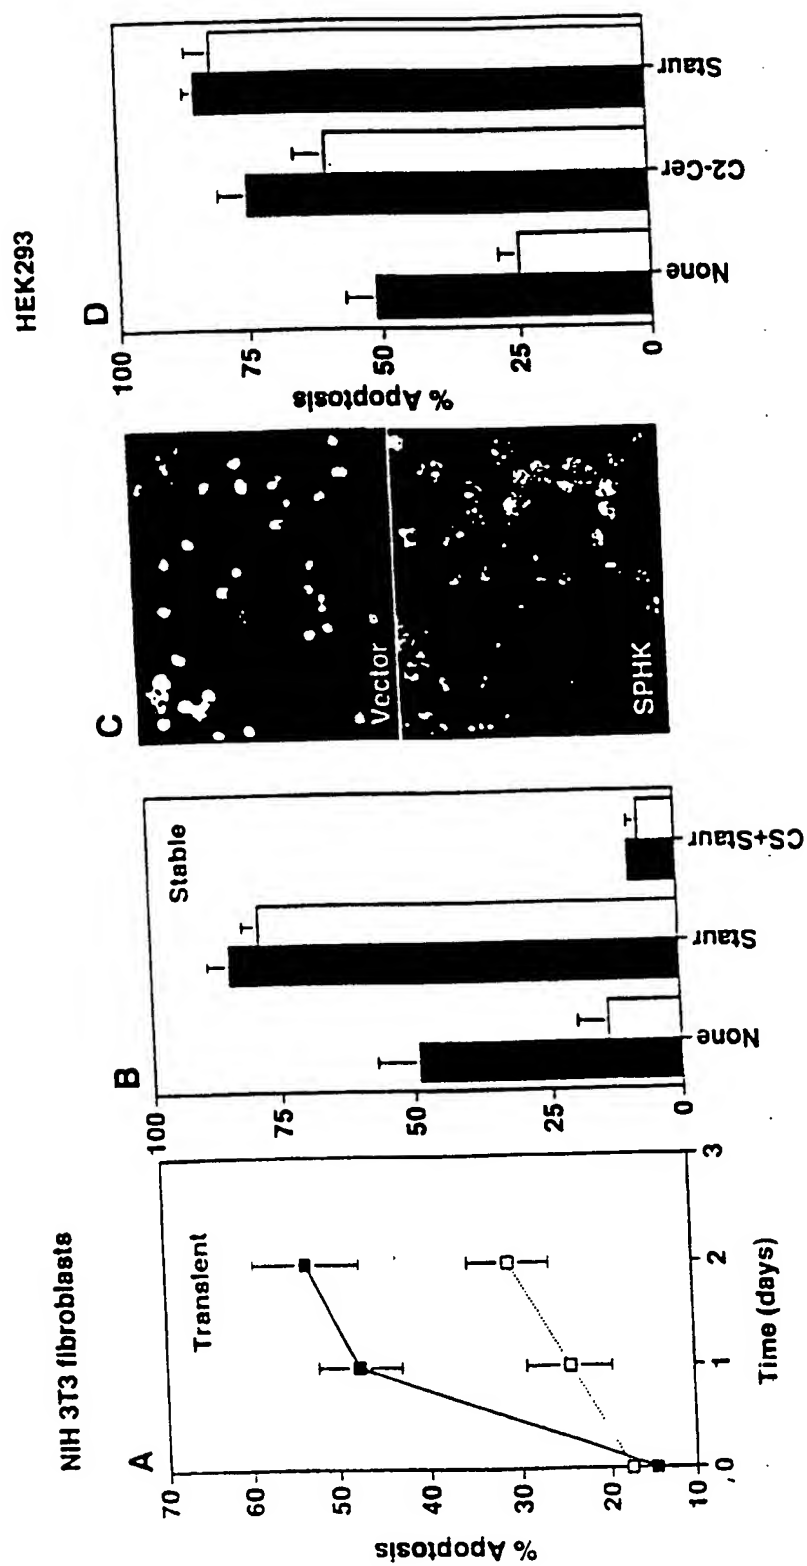 NIH 3T3 fibroblasts
HEK293
A
Transient
% Apoptosis
70
60
50
40
30
20
10
0
1
2
3
Time (days)
B
Stable
100
75
50
25
0
None
Staur
CS+Staur
C
Vector
SPHK
D
% Apoptosis
100
75
50
25
0
None
C2-Cer
Staur